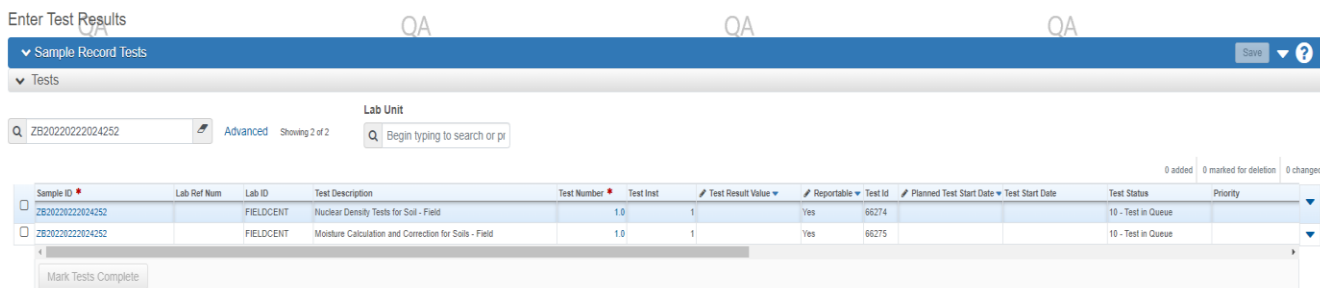 Enter Test Results
QA QA QA QA
Sample Record Tests Save ?
Tests
Lab Unit
ZB20220222024252 Advanced Showing 2 of 2 Begin typing to search or pr
0 added 0 marked for deletion 0 changed
Sample ID * Lab Ref Num Lab ID Test Description Test Number * Test Inst Test Result Value Reportable Test Id Planned Test Start Date Test Start Date Test Status Priority
ZB20220222024252 FIELDCENT Nuclear Density Tests for Soil - Field 1.0 1 Yes 66274 10 - Test in Queue
ZB20220222024252 FIELDCENT Moisture Calculation and Correction for Soils - Field 1.0 1 Yes 66275 10 - Test in Queue
Mark Tests Complete